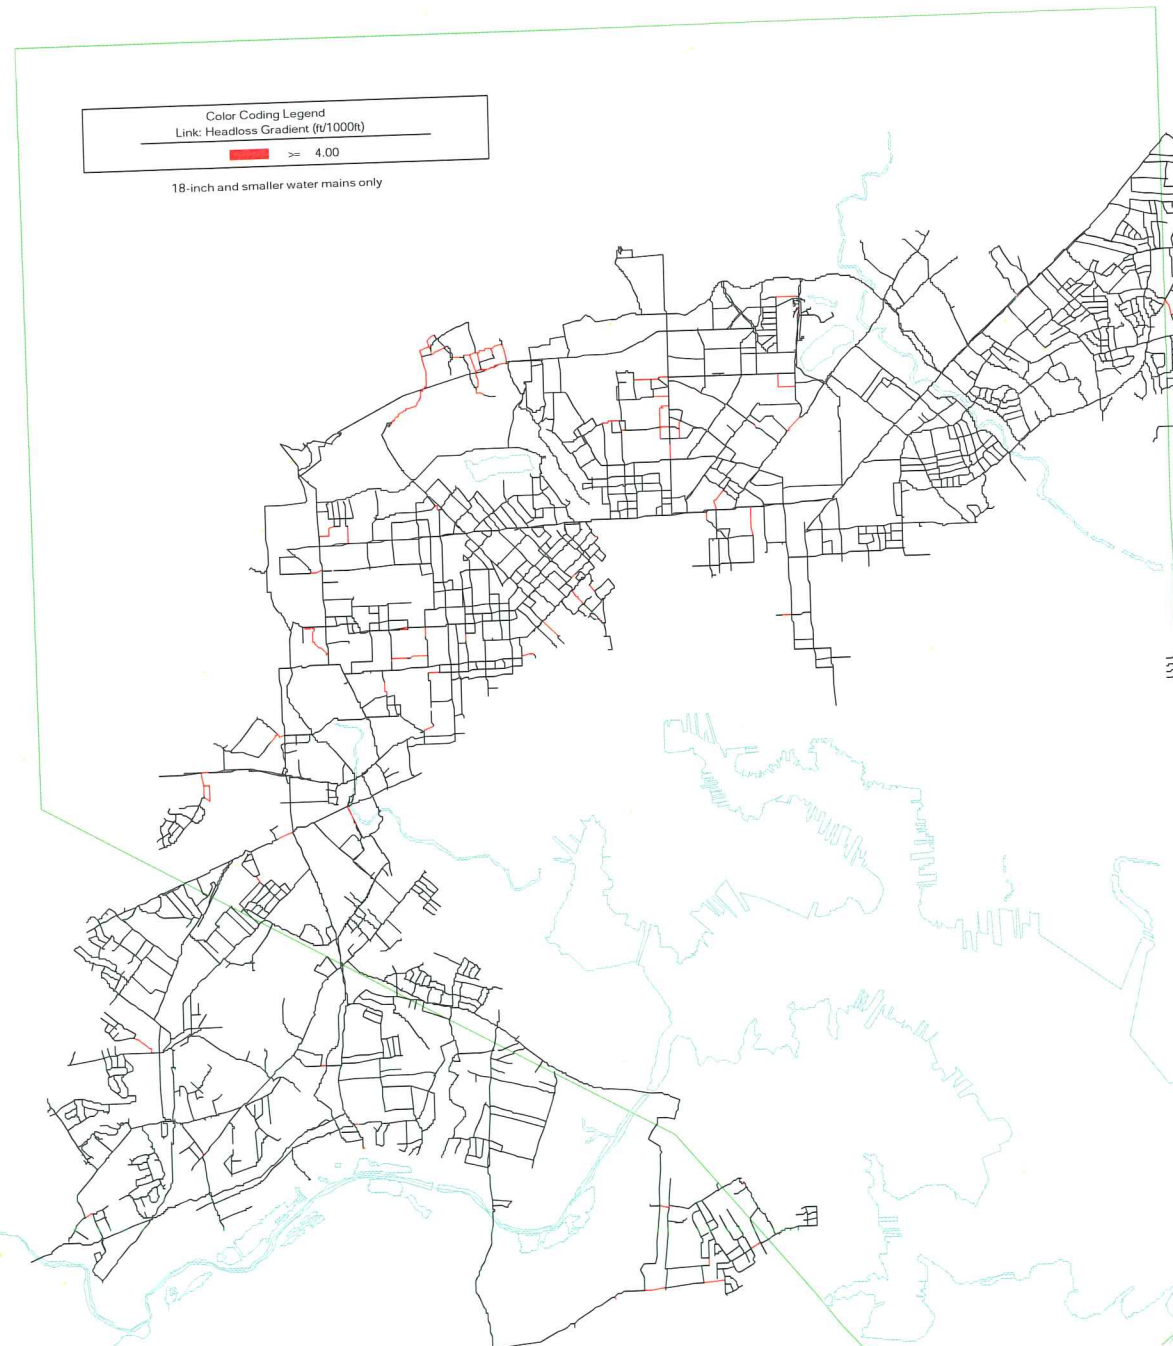 Color Coding Legend
Link: Headloss Gradient (ft/1000ft)
>= 4.00
18-inch and smaller water mains only